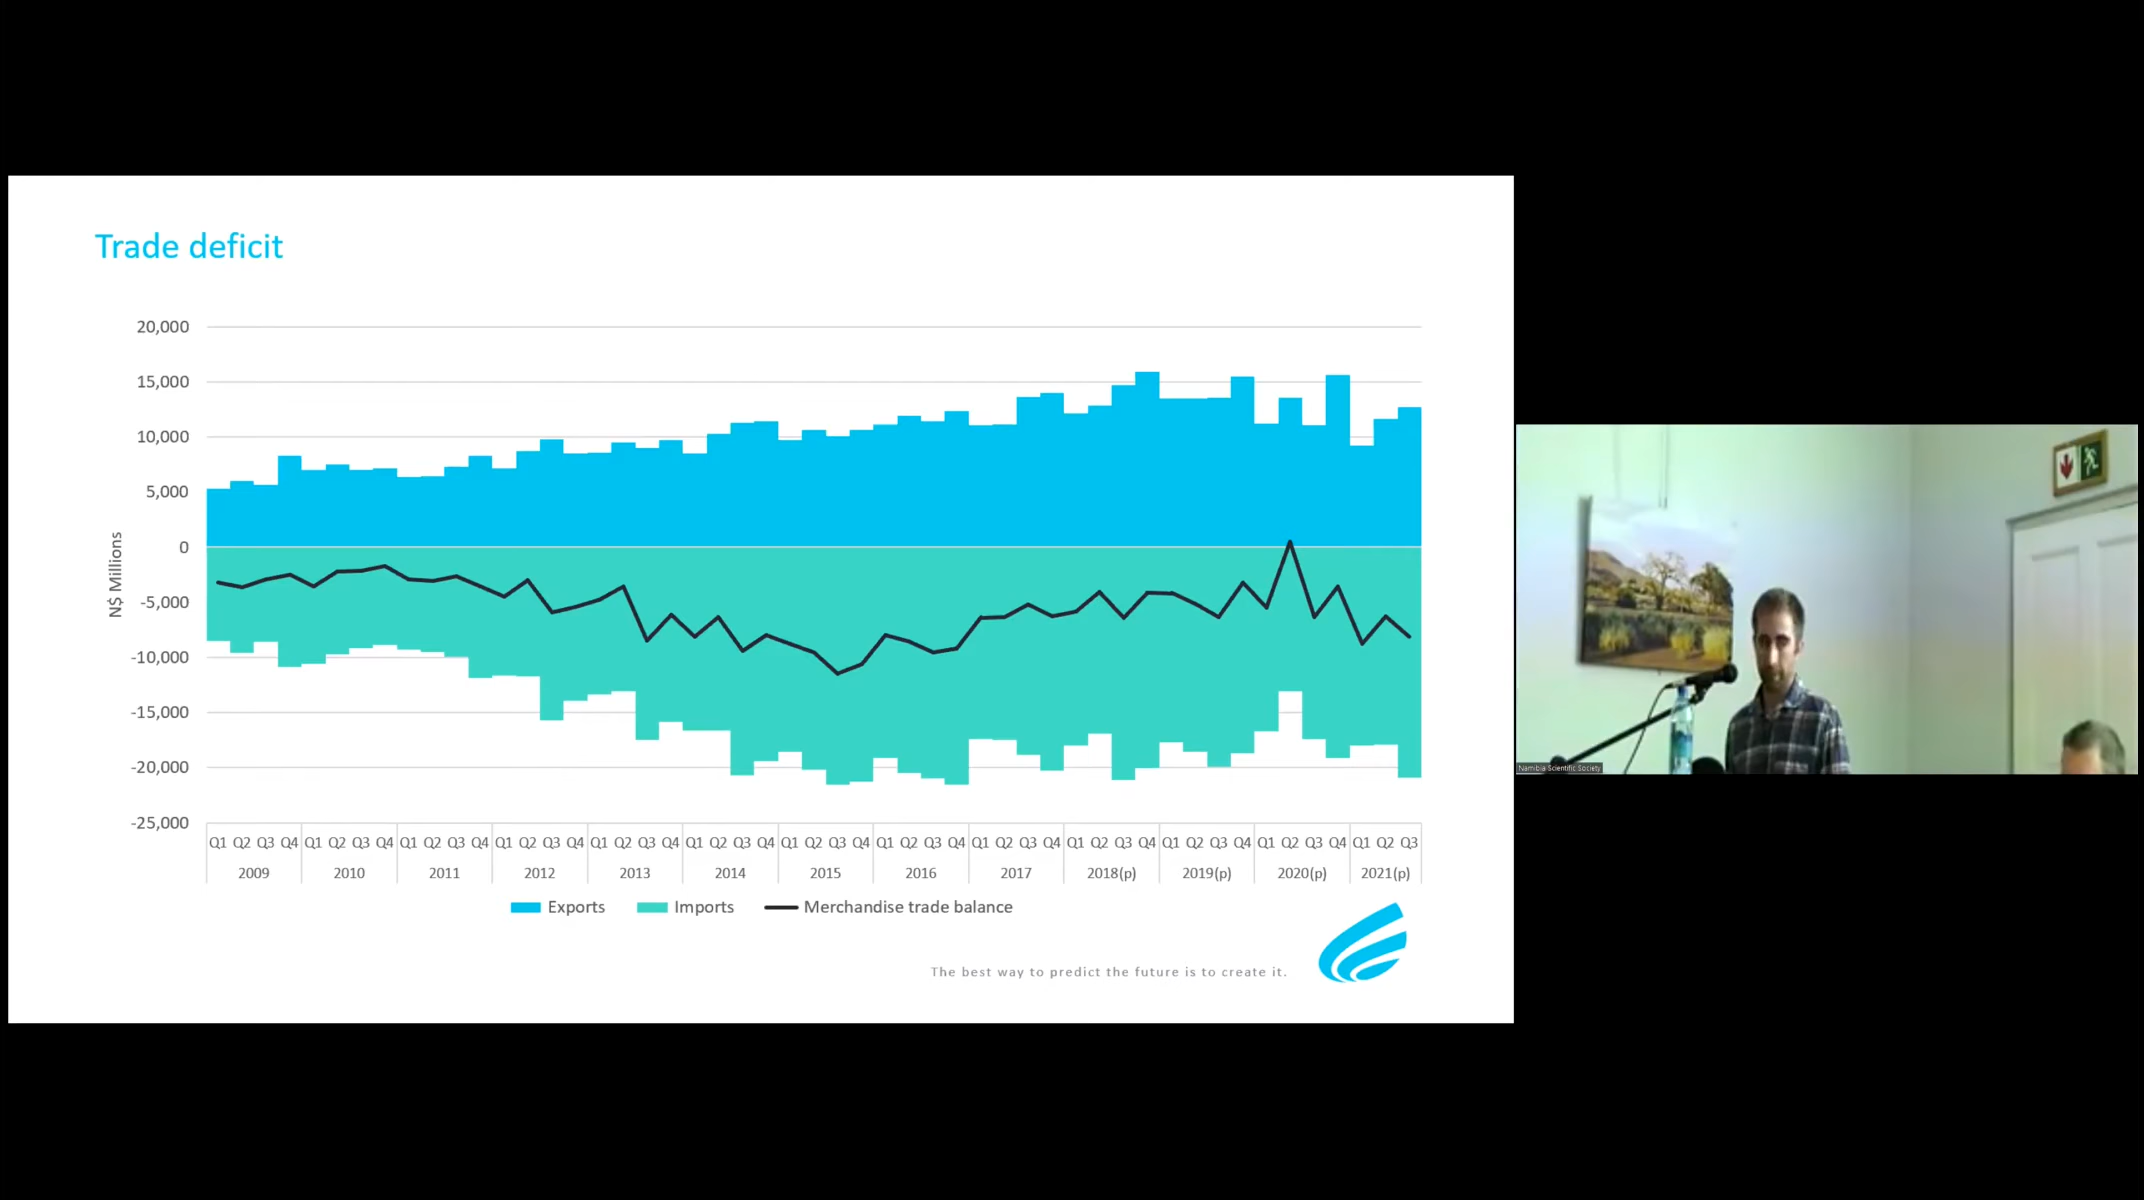 Trade deficit
20,000
15,000
10,000
5,000
0
-5,000
-10,000
-15,000
-20,000
-25,000
N$ Millions
Q1 Q2 Q3 Q4 Q1 Q2 Q3 Q4 Q1 Q2 Q3 Q4 Q1 Q2 Q3 Q4 Q1 Q2 Q3 Q4 Q1 Q2 Q3 Q4 Q1 Q2 Q3 Q4 Q1 Q2 Q3 Q4 Q1 Q2 Q3 Q4 Q1 Q2 Q3 Q4 Q1 Q2 Q3 Q4 Q1 Q2 Q3 Q4 Q1 Q2 Q3
2009 2010 2011 2012 2013 2014 2015 2016 2017 2018(p) 2019(p) 2020(p) 2021(p)
Exports Imports Merchandise trade balance
The best way to predict the future is to create it.
Namibia Scientific Society